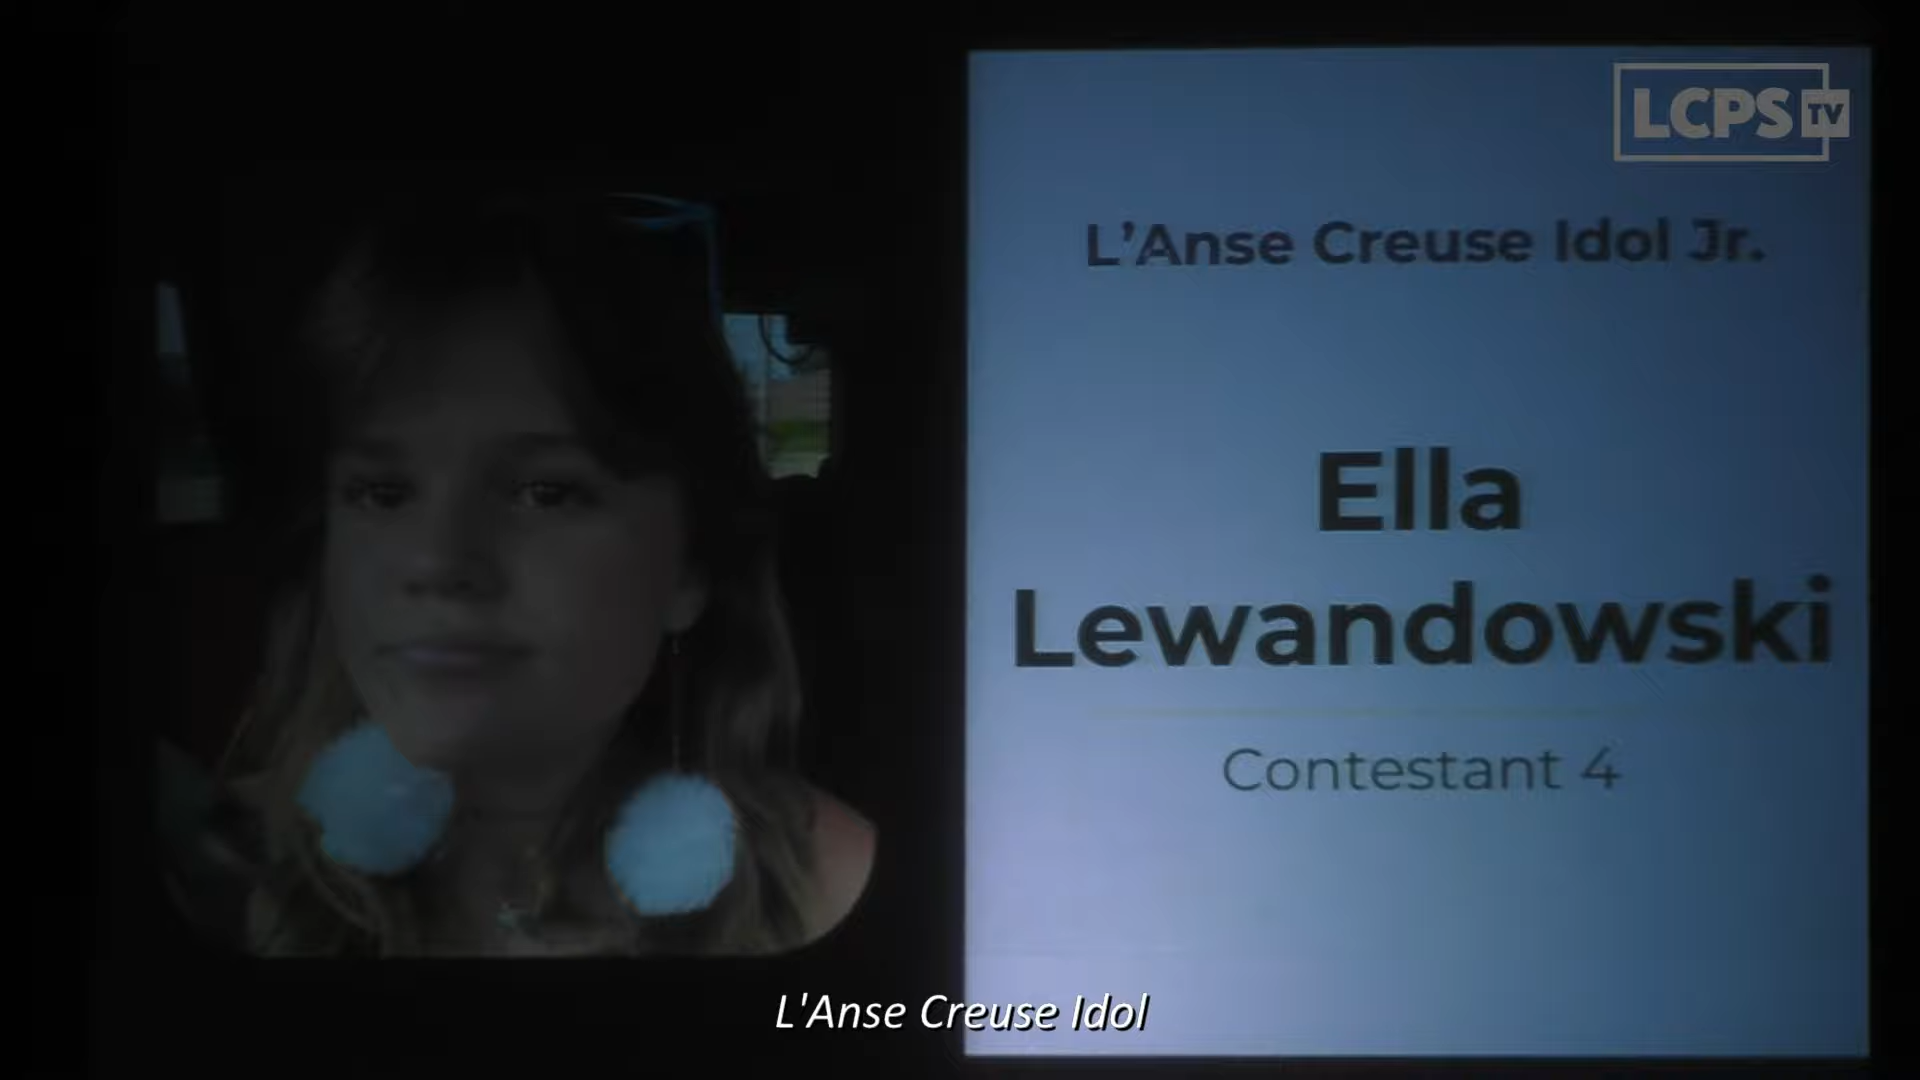 LCPS TV
L'Anse Creuse Idol Jr.
Ella
Lewandowski
Contestant 4
L'Anse Creuse Idol